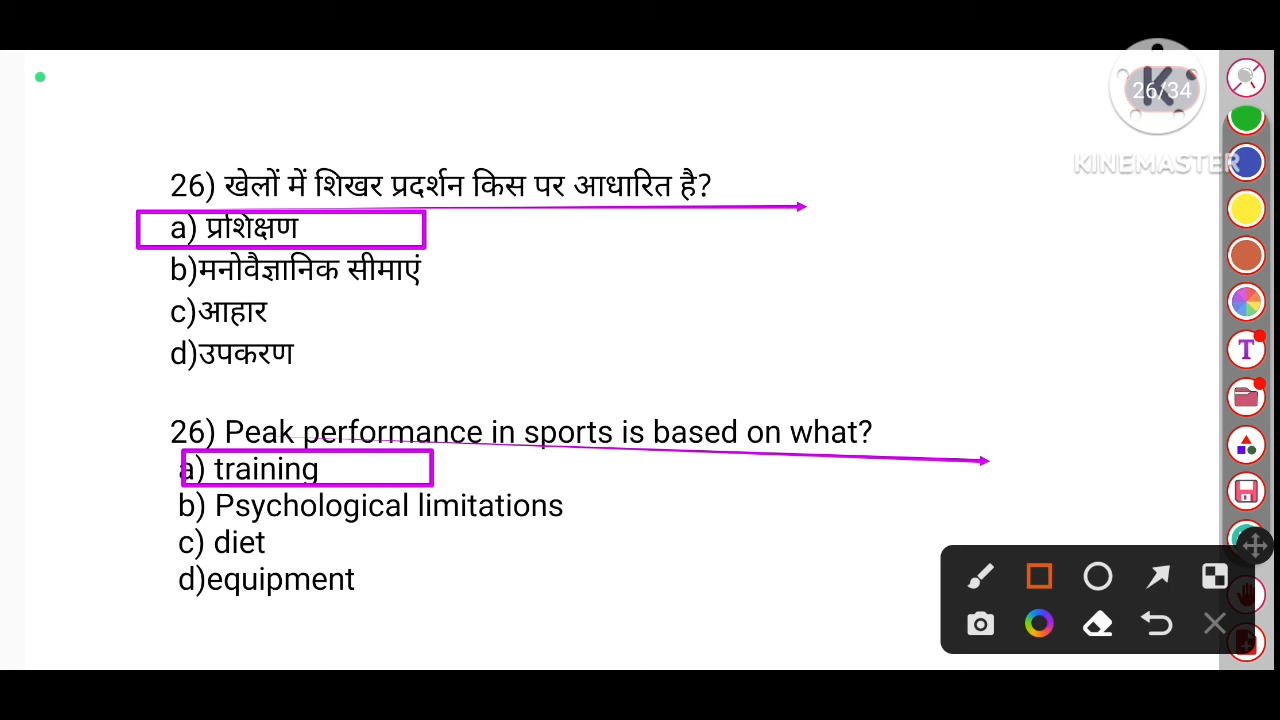 26/34
KINEMASTER
26) खेलों में शिखर प्रदर्शन किस पर आधारित है?
a) प्रशिक्षण
b)मनोवैज्ञानिक सीमाएं
c)आहार
d)उपकरण
26) Peak performance in sports is based on what?
a) training
b) Psychological limitations
c) diet
d)equipment
T